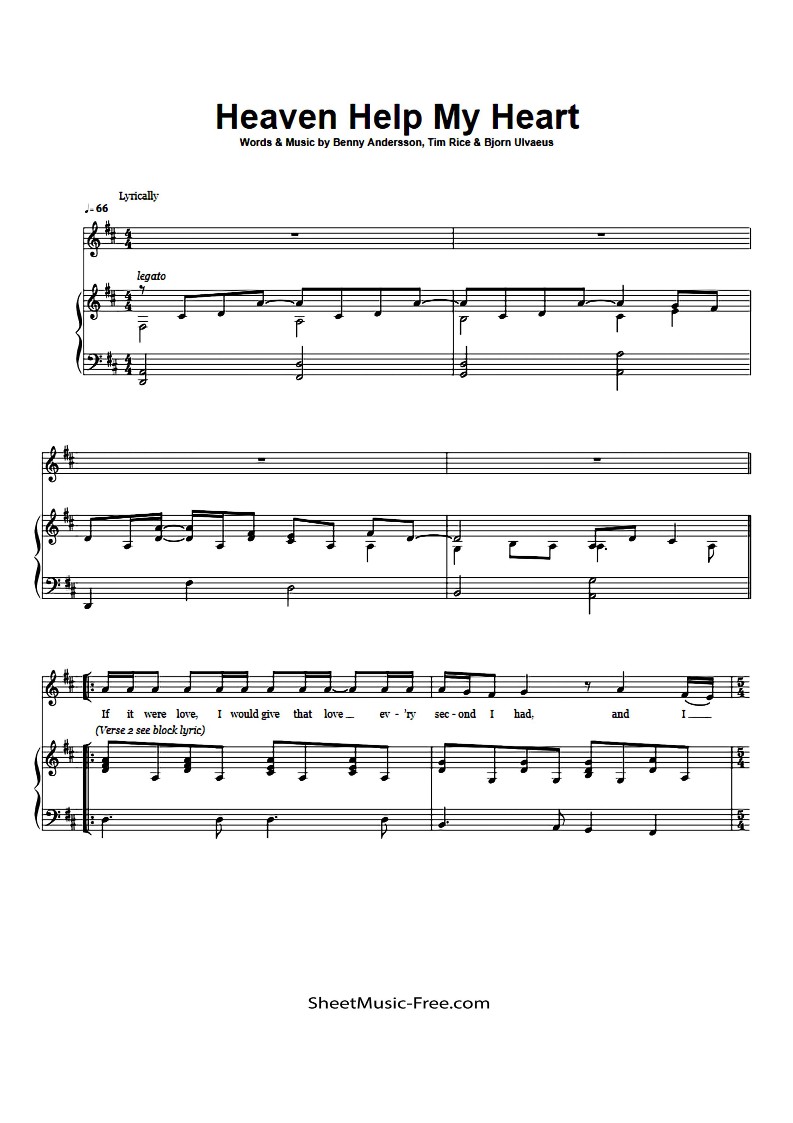 Heaven Help My Heart
Words & Music by Benny Andersson, Tim Rice & Bjorn Ulvaeus
Lyrically
♩. = 66
legato
If it were love, I would give that love ev - 'ry sec - ond I had, and I
(Verse 2 see block lyric)
SheetMusic-Free.com